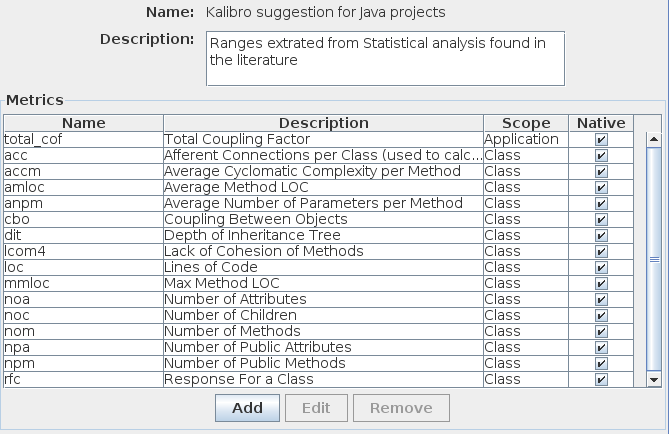 Name: Kalibro suggestion for Java projects
Description: Ranges extrated from Statistical analysis found in
the literature
Metrics
Name Description Scope Native
total_cof Total Coupling Factor Application
acc Afferent Connections per Class (used to calc... Class
accm Average Cyclomatic Complexity per Method Class
amloc Average Method LOC Class
anpm Average Number of Parameters per Method Class
cbo Coupling Between Objects Class
dit Depth of Inheritance Tree Class
lcom4 Lack of Cohesion of Methods Class
loc Lines of Code Class
mmloc Max Method LOC Class
noa Number of Attributes Class
noc Number of Children Class
nom Number of Methods Class
npa Number of Public Attributes Class
npm Number of Public Methods Class
rfc Response For a Class Class
Add Edit Remove